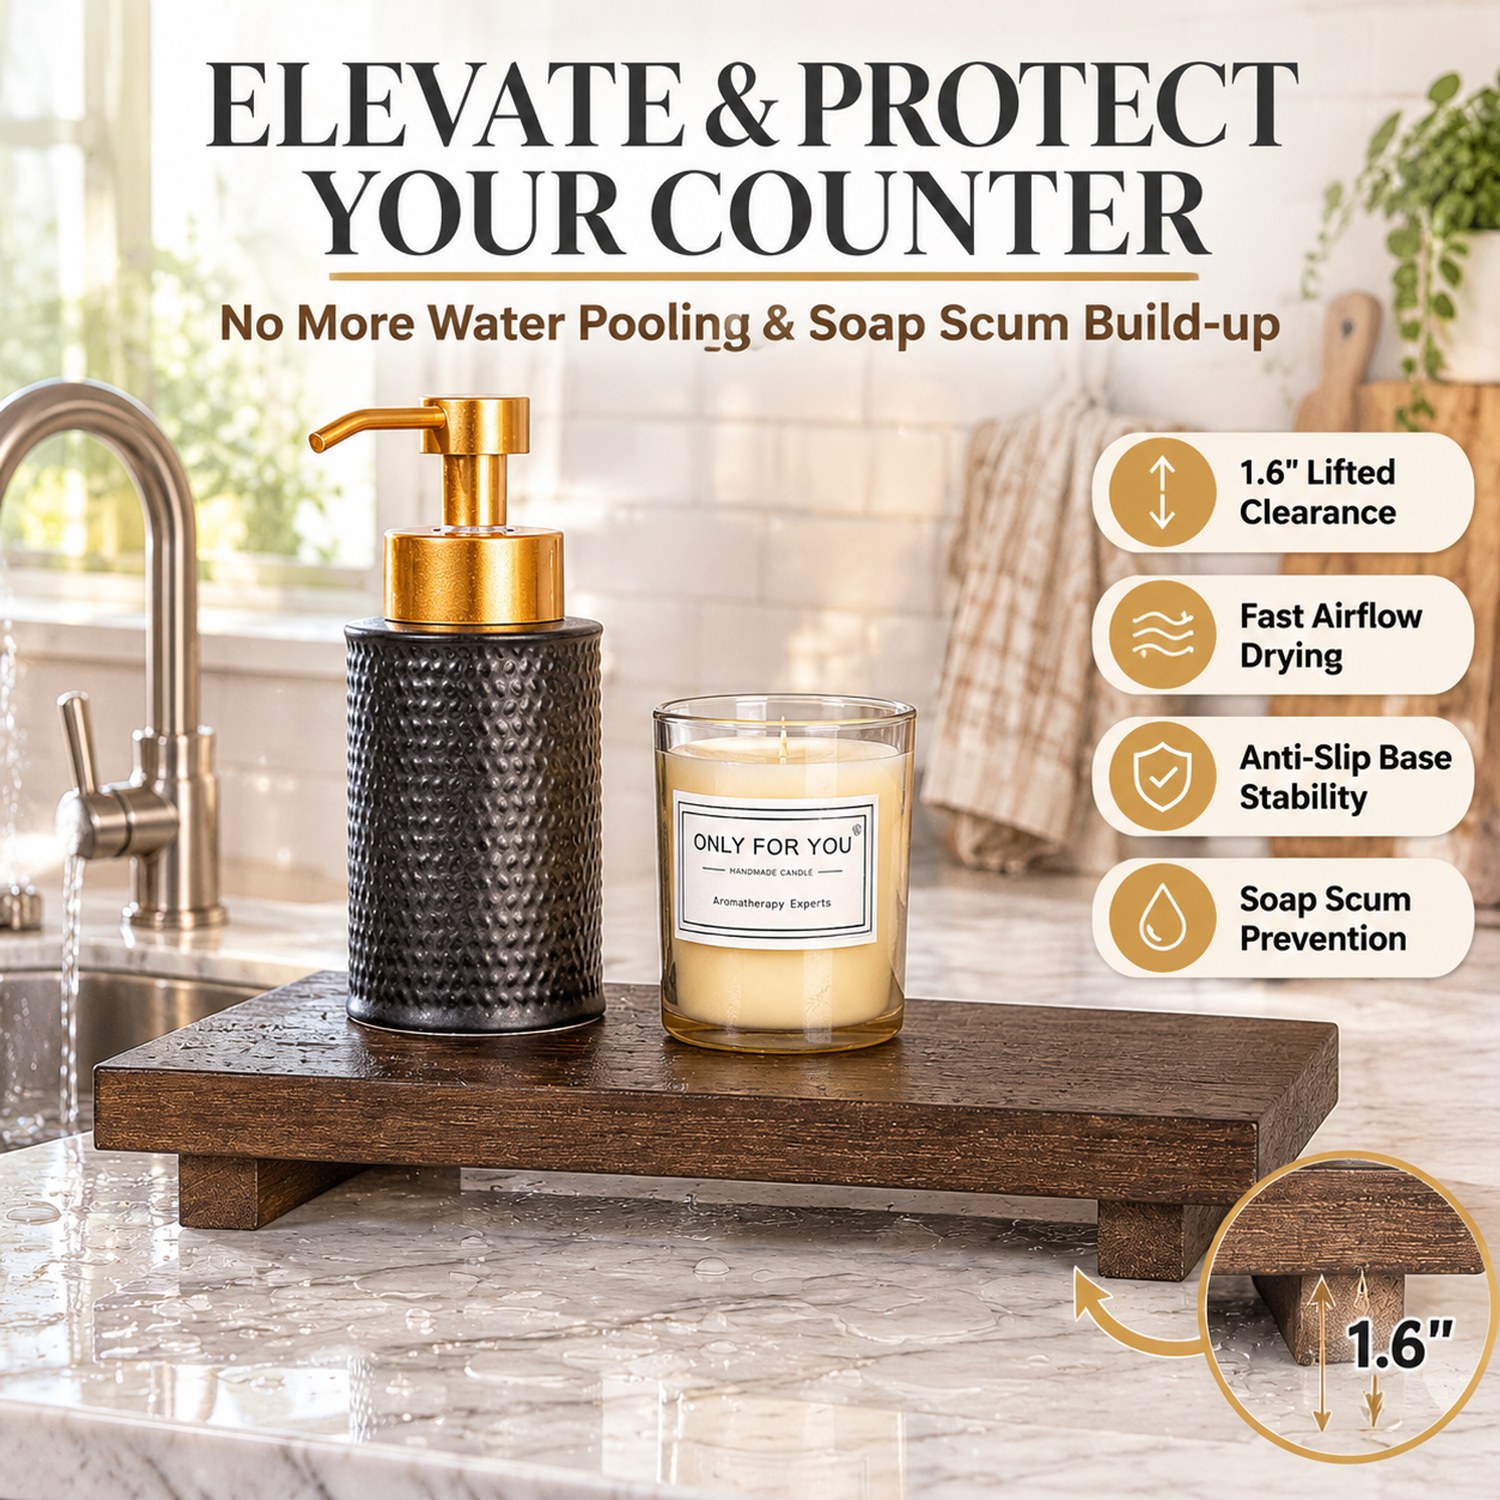 ELEVATE & PROTECT
YOUR COUNTER
No More Water Pooling & Soap Scum Build-up
1.6" Lifted
Clearance
Fast Airflow
Drying
Anti-Slip Base
Stability
Soap Scum
Prevention
ONLY FOR YOU®
HANDMADE CANDLE
Aromatherapy Experts
1.6"